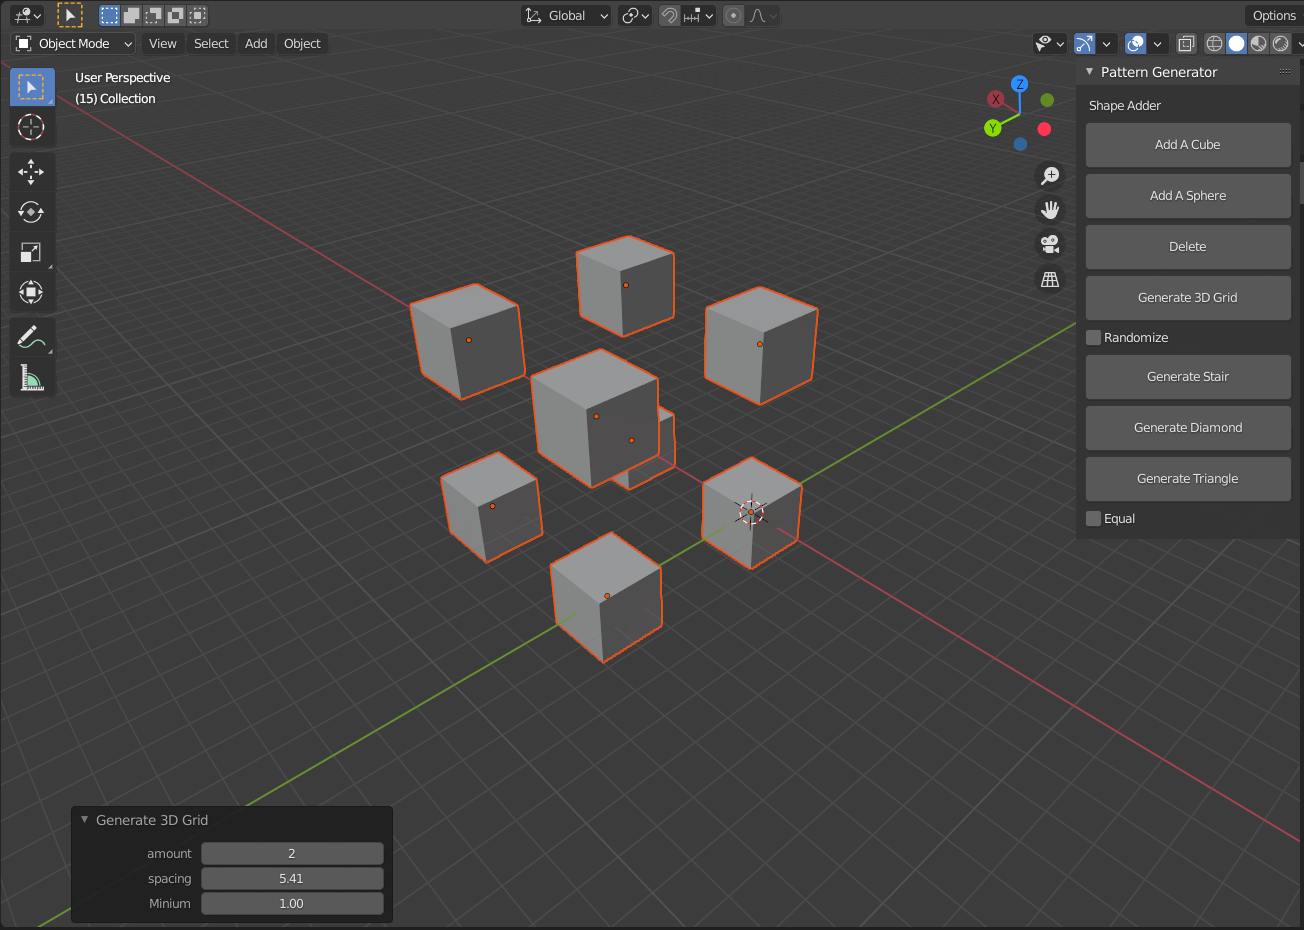 Global
Options
Object Mode
View
Select
Add
Object
User Perspective
(15) Collection
Z
X
Y
Pattern Generator
Shape Adder
Add A Cube
Add A Sphere
Delete
Generate 3D Grid
Randomize
Generate Stair
Generate Diamond
Generate Triangle
Equal
Generate 3D Grid
amount 2
spacing 5.41
Minium 1.00